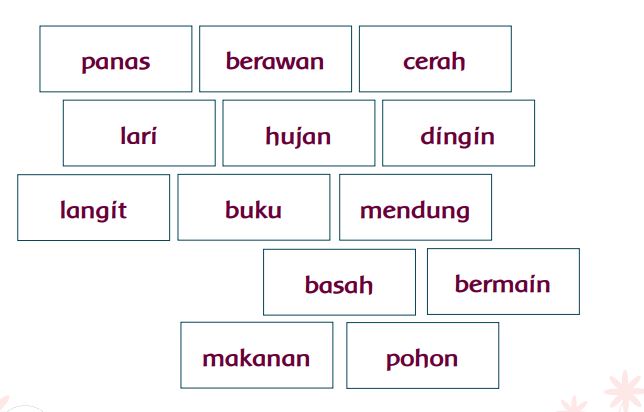 panas berawan cerah
lari hujan dingin
langit buku mendung
basah bermain
makanan pohon